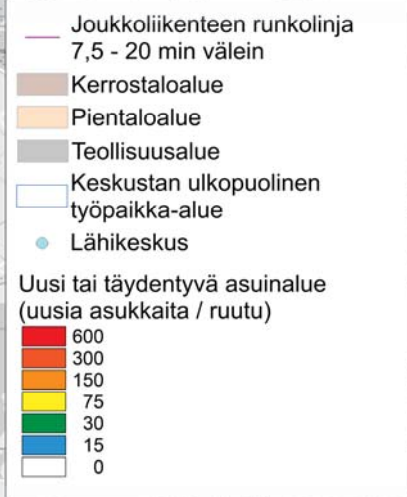 Joukkoliikenteen runkolinja
7,5 - 20 min välein
Kerrostaloalue
Pientaloalue
Teollisuusalue
Keskustan ulkopuolinen
työpaikka-alue
Lähikeskus
Uusi tai täydentyvä asuinalue
(uusia asukkaita / ruutu)
600
300
150
75
30
15
0